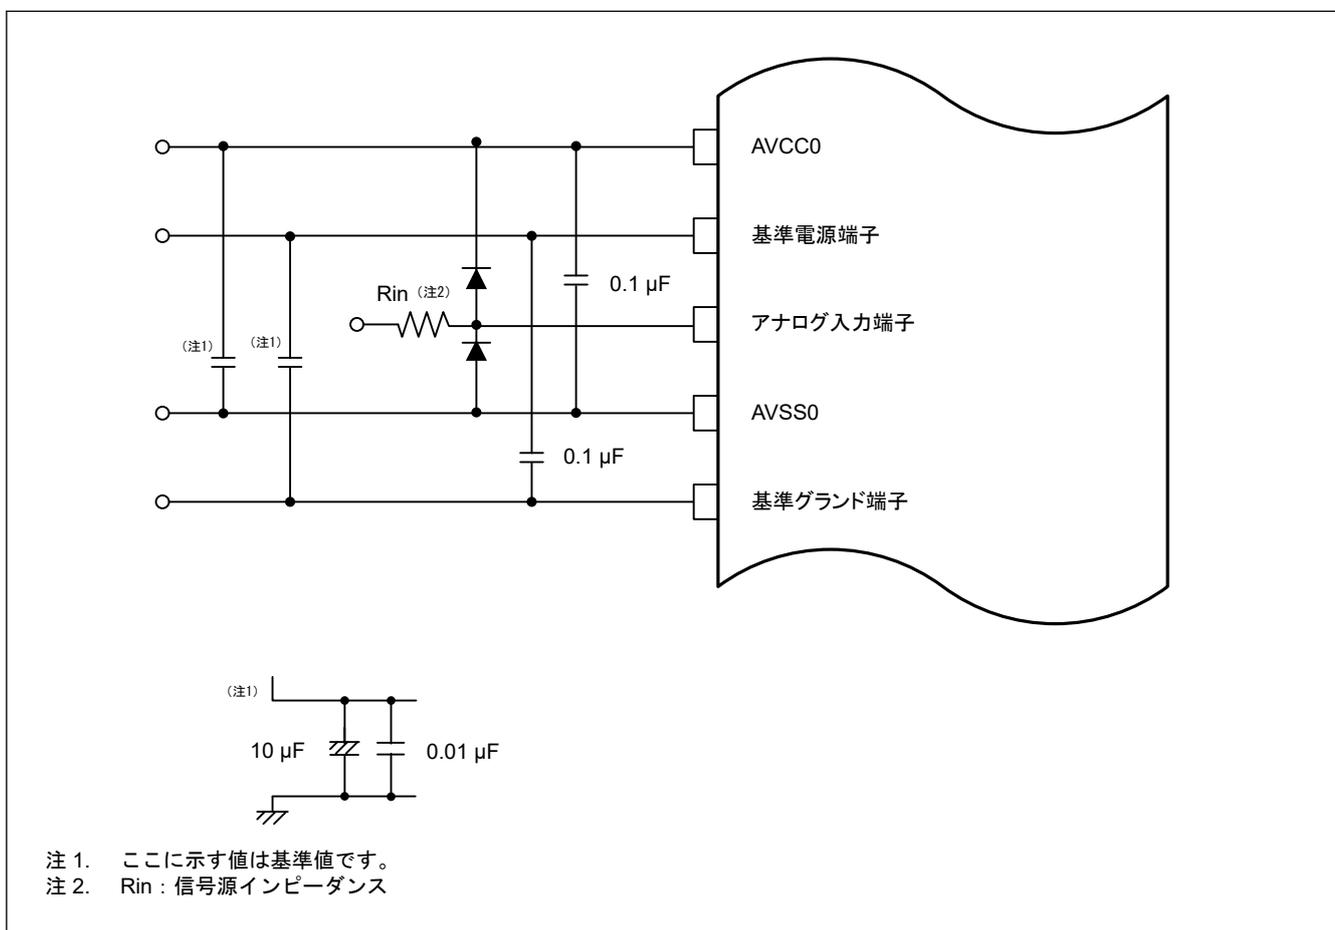 AVCC0
基準電源端子
0.1 µF
Rin (注2)
アナログ入力端子
(注1)
(注1)
AVSS0
0.1 µF
基準グランド端子
(注1)
10 µF
0.01 µF
注 1. ここに示す値は基準値です。
注 2. Rin : 信号源インピーダンス